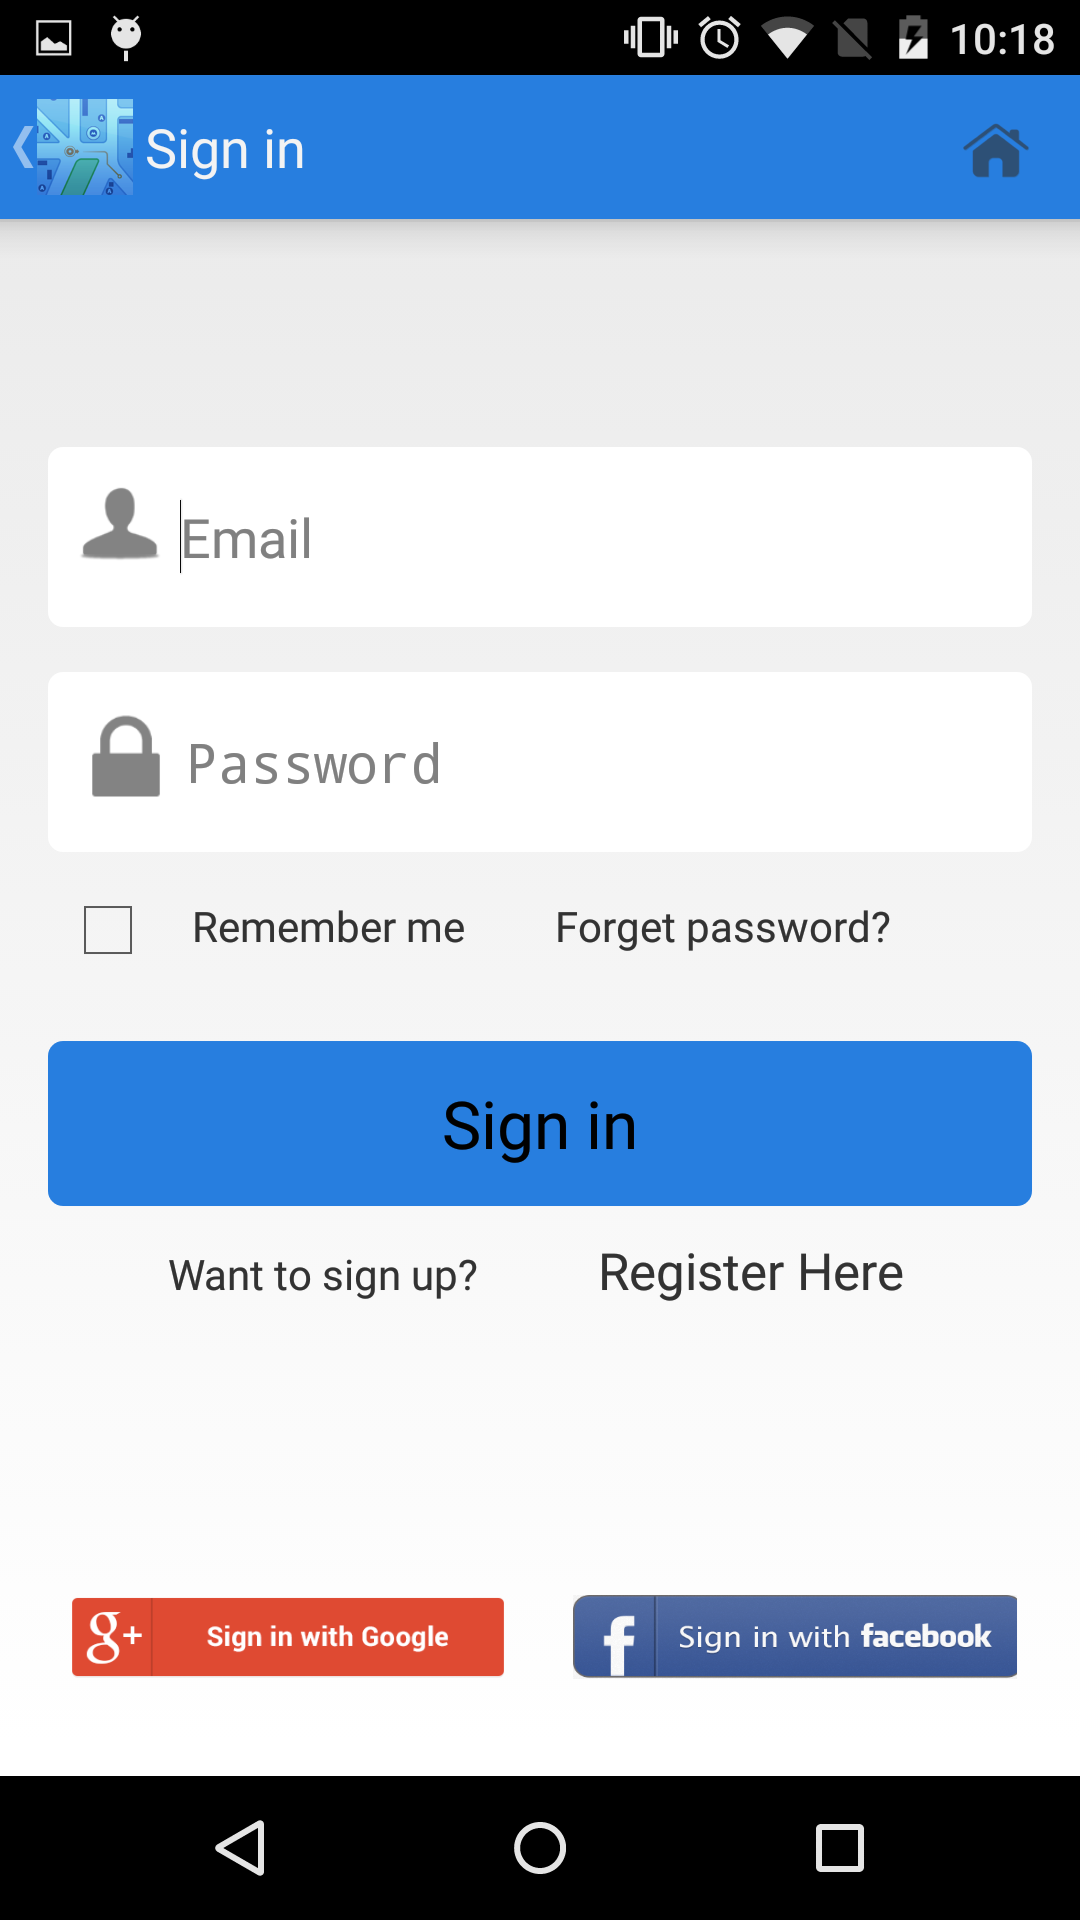 10:18
Sign in
Email
Password
Remember me Forget password?
Sign in
Want to sign up? Register Here
g+ Sign in with Google f Sign in with facebook